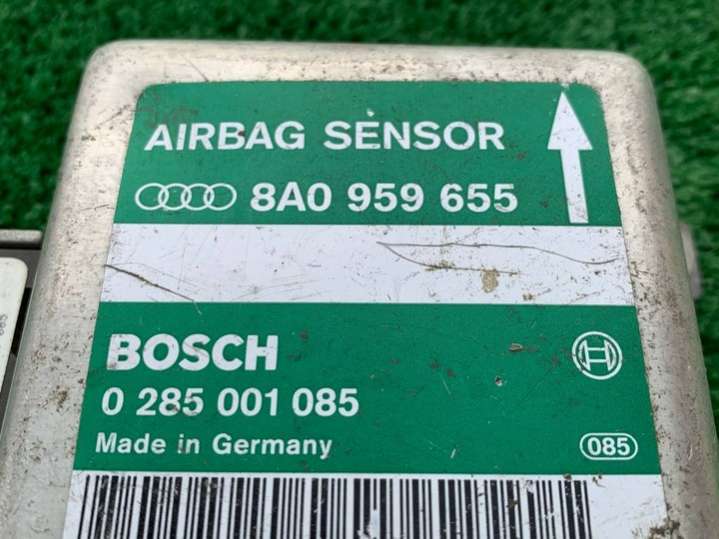 AIRBAG SENSOR
8A0 959 655
BOSCH
0 285 001 085
Made in Germany
085